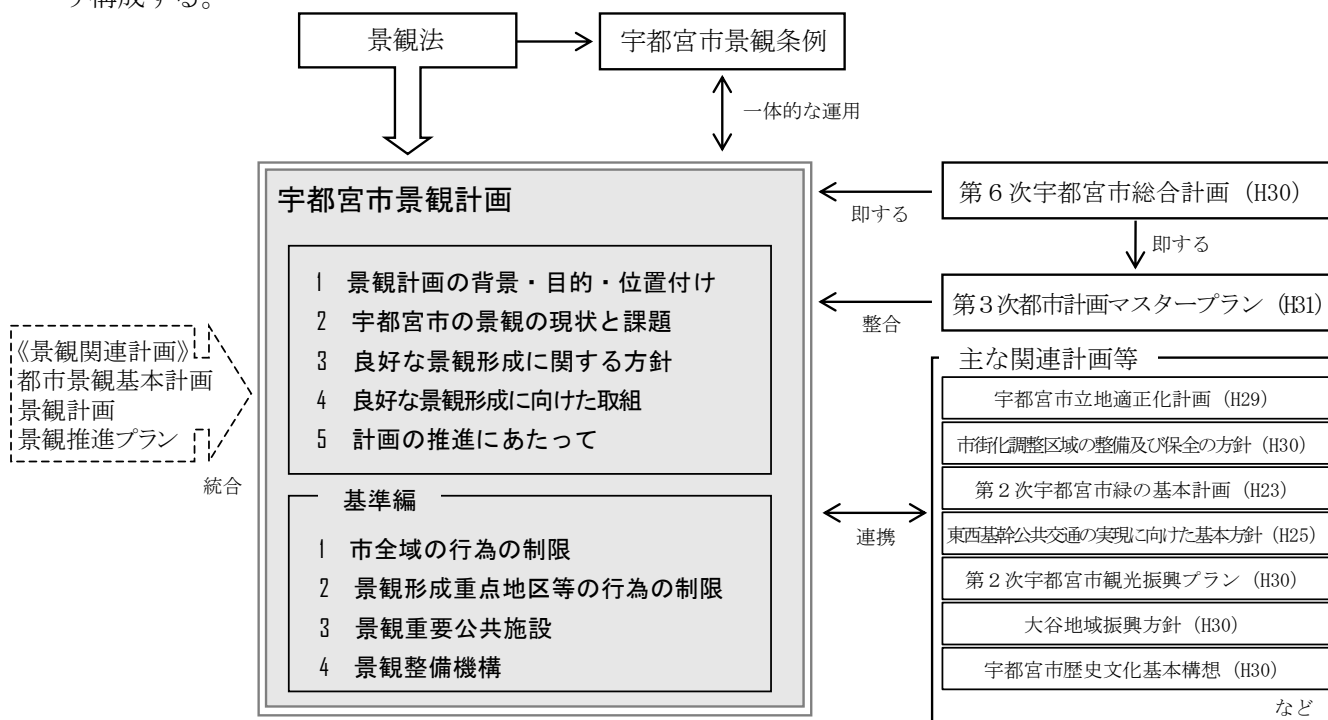 り構成する。
景観法
宇都宮市景観条例
一体的な運用
宇都宮市景観計画
1 景観計画の背景・目的・位置付け
2 宇都宮市の景観の現状と課題
3 良好な景観形成に関する方針
4 良好な景観形成に向けた取組
5 計画の推進にあたって
基準編
1 市全域の行為の制限
2 景観形成重点地区等の行為の制限
3 景観重要公共施設
4 景観整備機構
《景観関連計画》
都市景観基本計画
景観計画
景観推進プラン
統合
第6次宇都宮市総合計画（H30）
即する
即する
第3次都市計画マスタープラン（H31）
整合
主な関連計画等
宇都宮市立地適正化計画（H29）
市街化調整区域の整備及び保全の方針（H30）
第2次宇都宮市緑の基本計画（H23）
東西基幹公共交通の実現に向けた基本方針（H25）
第2次宇都宮市観光振興プラン（H30）
大谷地域振興方針（H30）
宇都宮市歴史文化基本構想（H30）
など
連携